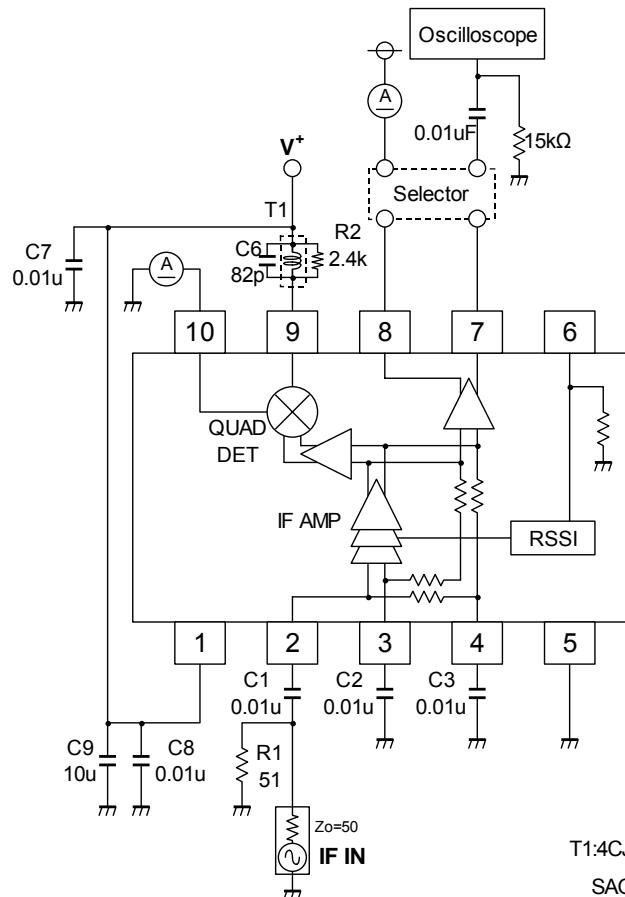 Oscilloscope
A
0.01uF
15kΩ
V+
Selector
T1
C7
0.01u
A
C6
82p
R2
2.4k
10
9
8
7
6
QUAD
DET
IF AMP
RSSI
1
2
3
4
5
C1
0.01u
C2
0.01u
C3
0.01u
C9
10u
C8
0.01u
R1
51
Zo=50
IF IN